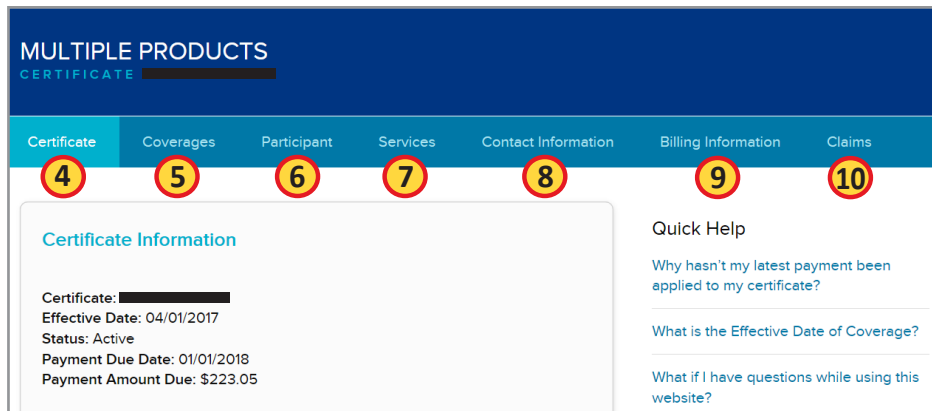 MULTIPLE PRODUCTS
CERTIFICATE
Certificate Coverages Participant Services Contact Information Billing Information Claims
4 5 6 7 8 9 10
Certificate Information
Certificate:
Effective Date: 04/01/2017
Status: Active
Payment Due Date: 01/01/2018
Payment Amount Due: $223.05
Quick Help
Why hasn't my latest payment been
applied to my certificate?
What is the Effective Date of Coverage?
What if I have questions while using this
website?